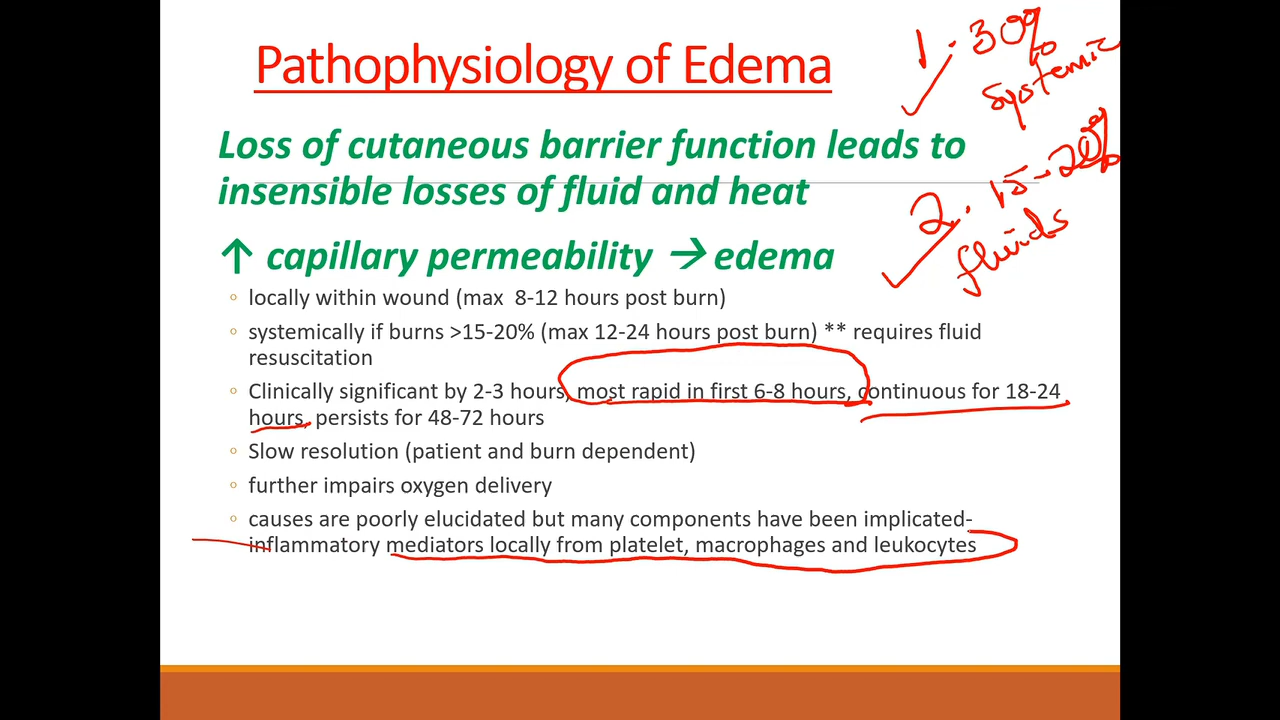 Pathophysiology of Edema
1. 30%
systemic
Loss of cutaneous barrier function leads to
insensible losses of fluid and heat
2. 15-20%
fluids
↑ capillary permeability → edema
◦ locally within wound (max 8-12 hours post burn)
◦ systemically if burns >15-20% (max 12-24 hours post burn) ** requires fluid
resuscitation
◦ Clinically significant by 2-3 hours, most rapid in first 6-8 hours, continuous for 18-24
hours, persists for 48-72 hours
◦ Slow resolution (patient and burn dependent)
◦ further impairs oxygen delivery
◦ causes are poorly elucidated but many components have been implicated-
inflammatory mediators locally from platelet, macrophages and leukocytes